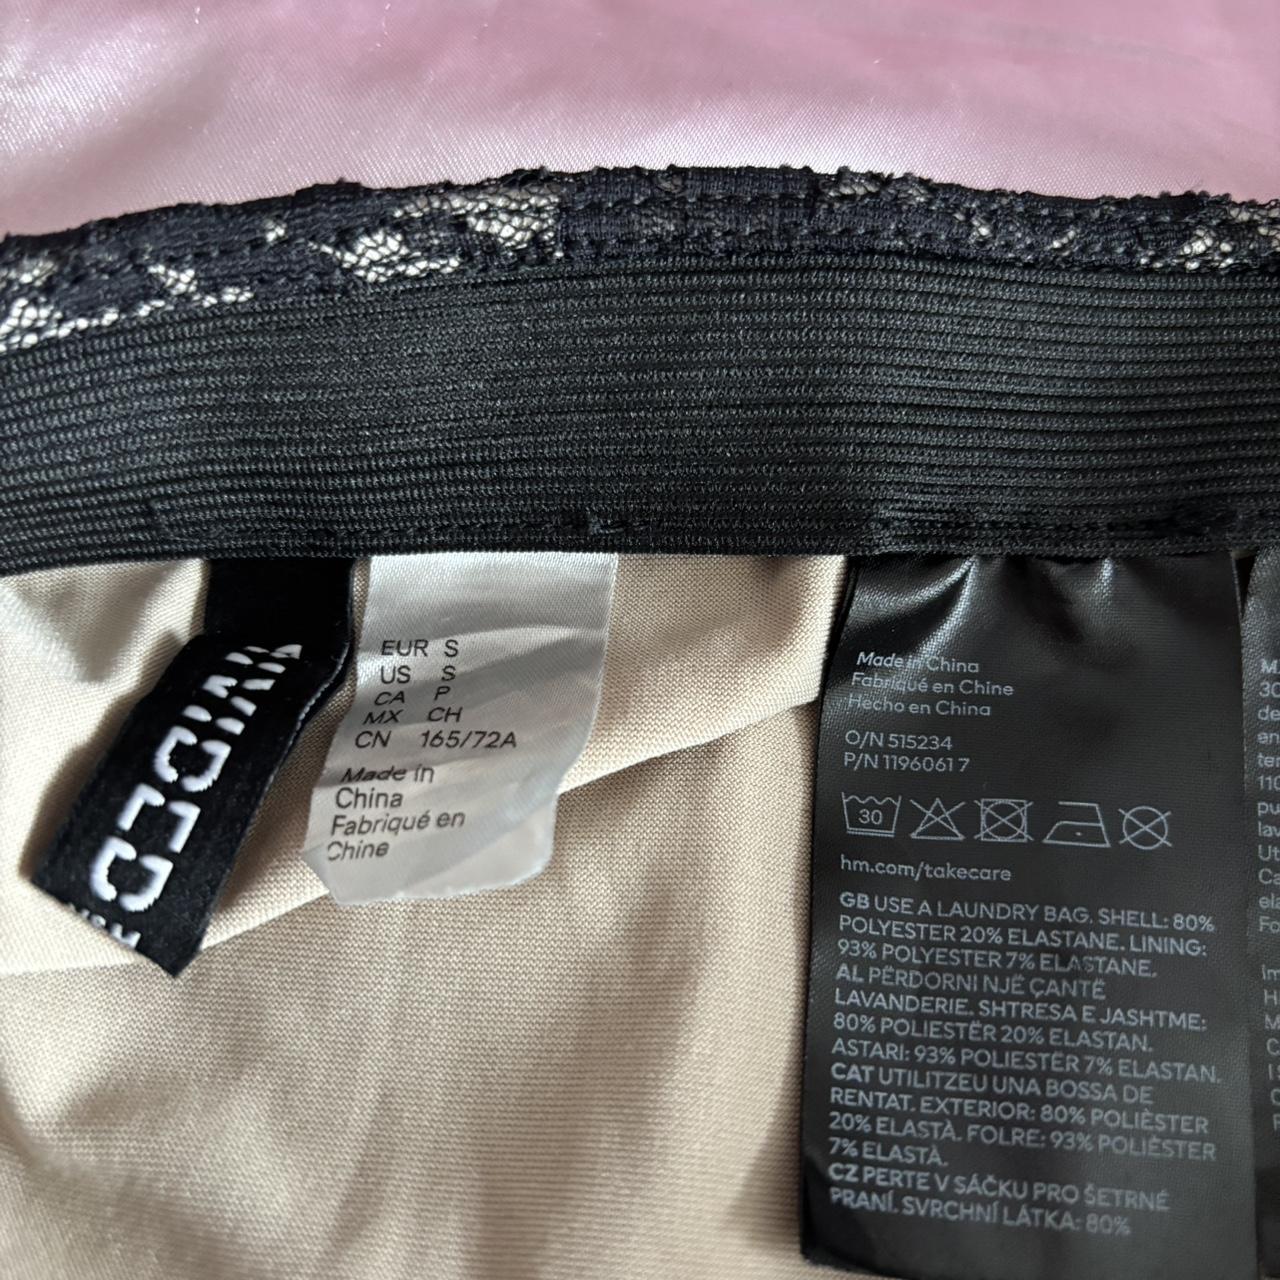 DIVIDED
EUR S
US S
CA P
MX CH
CN 165/72A
Made in
China
Fabriqué en
Chine
Made in China
Fabriqué en Chine
Hecho en China
O/N 515234
P/N 11960617
30
hm.com/takecare
GB USE A LAUNDRY BAG. SHELL: 80%
POLYESTER 20% ELASTANE. LINING:
93% POLYESTER 7% ELASTANE.
AL PËRDORNI NJË ÇANTË
LAVANDERIE. SHTRESA E JASHTME:
80% POLIESTËR 20% ELASTAN.
ASTARI: 93% POLIESTËR 7% ELASTAN.
CAT UTILITZEU UNA BOSSA DE
RENTAT. EXTERIOR: 80% POLIÈSTER
20% ELASTÀ. FOLRE: 93% POLIÈSTER
7% ELASTÀ.
CZ PERTE V SÁČKU PRO ŠETRNÉ
PRANÍ. SVRCHNÍ LÁTKA: 80%